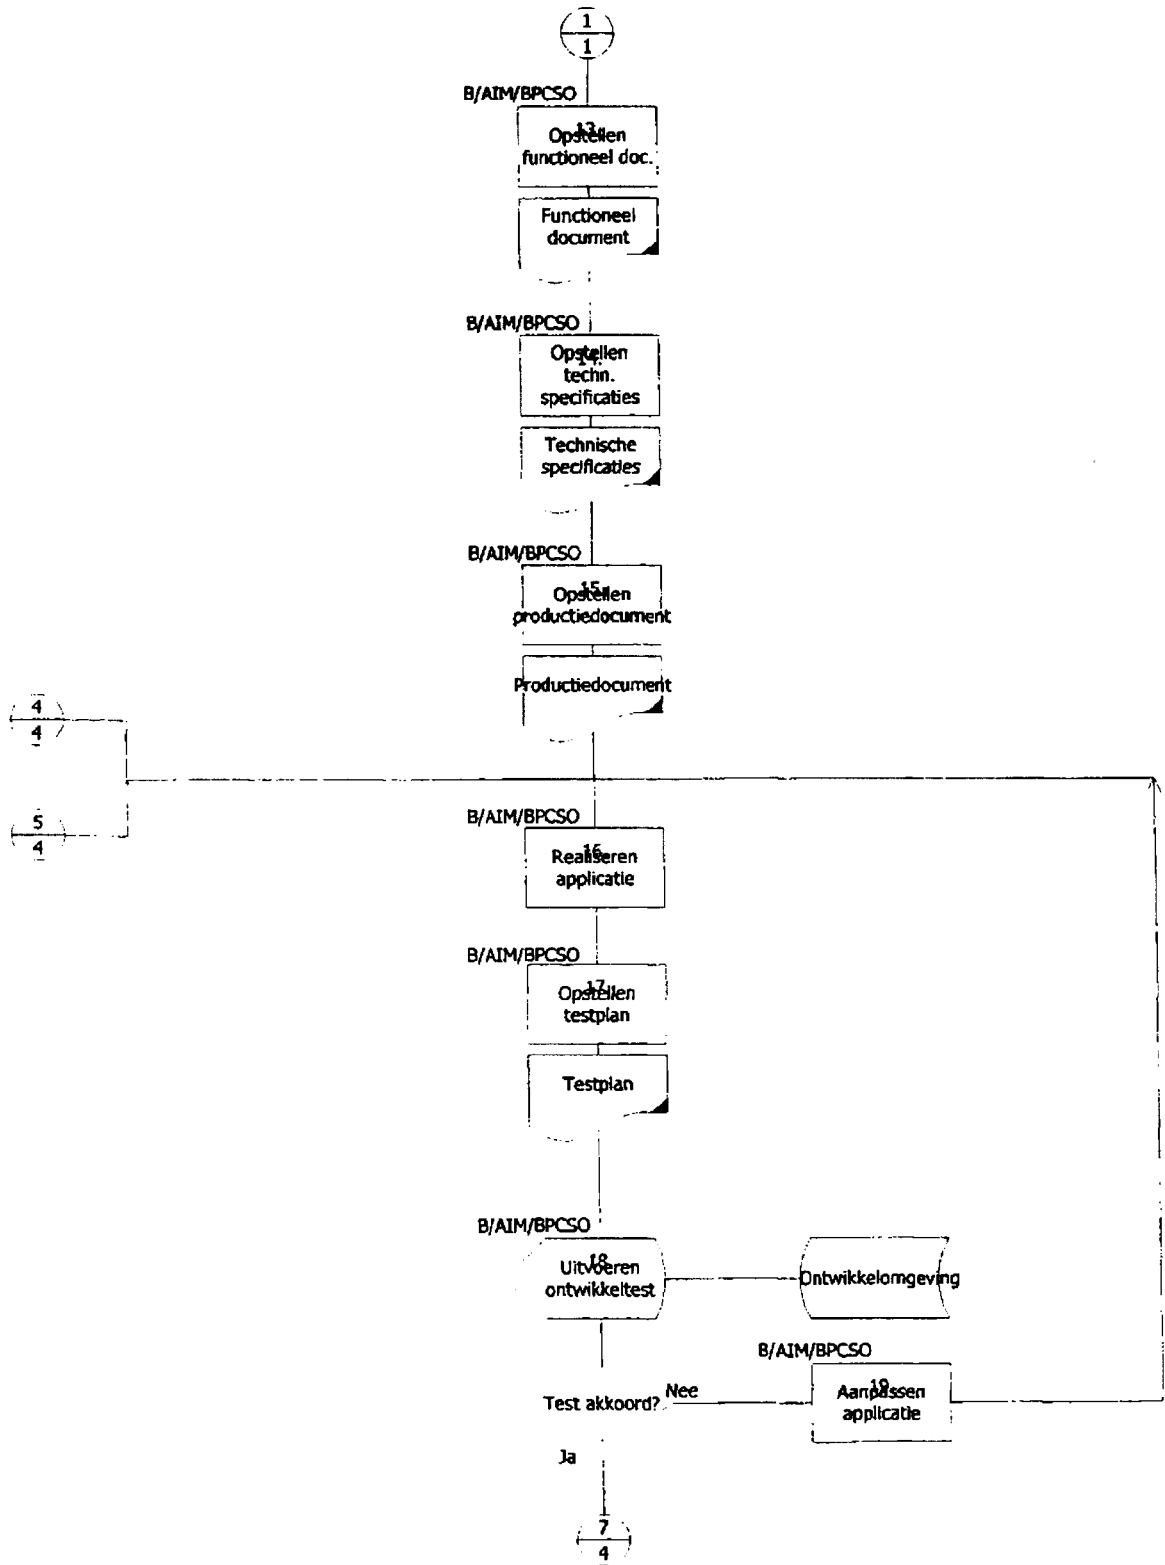 1
1
B/AIM/BPCSO
13.
Opstellen
functioneel doc.
Functioneel
document
B/AIM/BPCSO
14.
Opstellen
techn.
specificaties
Technische
specificaties
B/AIM/BPCSO
15.
Opstellen
productiedocument
Productiedocument
4
4
5
4
B/AIM/BPCSO
16.
Realiseren
applicatie
B/AIM/BPCSO
17.
Opstellen
testplan
Testplan
B/AIM/BPCSO
18.
Uitvoeren
ontwikkeltest
Ontwikkelomgeving
B/AIM/BPCSO
19.
Aanpassen
applicatie
Test akkoord?
Nee
Ja
7
4